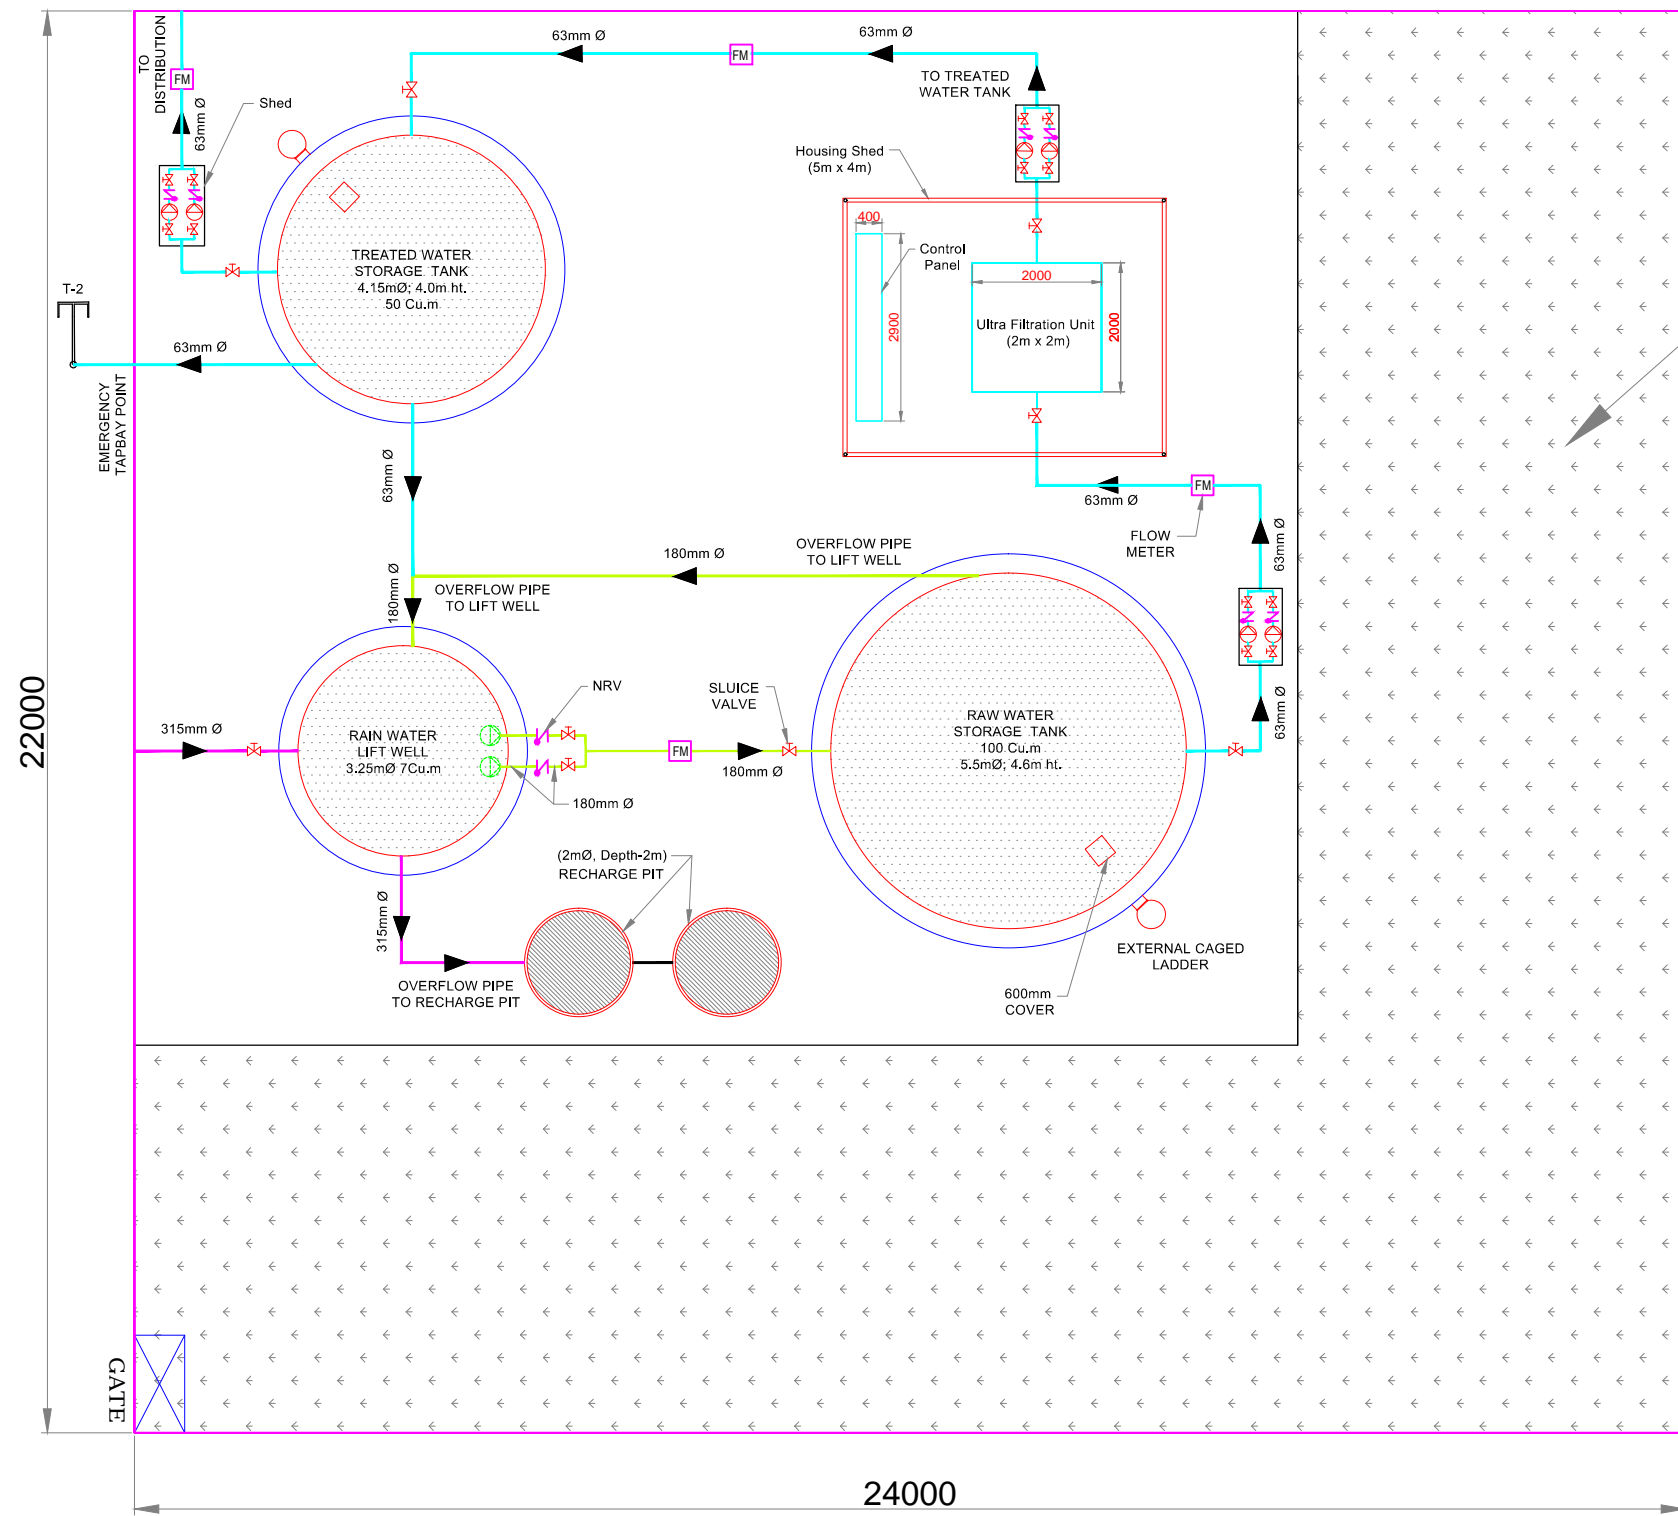 TO
DISTRIBUTION
FM
63mm Ø
Shed
63mm Ø
FM
63mm Ø
TO TREATED
WATER TANK
Housing Shed
(5m x 4m)
400
Control
Panel
2900
2000
2000
Ultra Filtration Unit
(2m x 2m)
TREATED WATER
STORAGE TANK
4.15mØ; 4.0m ht.
50 Cu.m
T-2
63mm Ø
EMERGENCY
TAPBAY POINT
63mm Ø
63mm Ø
FM
FLOW
METER
63mm Ø
180mm Ø
OVERFLOW PIPE
TO LIFT WELL
180mm Ø
OVERFLOW PIPE
TO LIFT WELL
22000
315mm Ø
RAIN WATER
LIFT WELL
3.25mØ 7Cu.m
NRV
180mm Ø
FM
SLUICE
VALVE
180mm Ø
RAW WATER
STORAGE TANK
100 Cu.m
5.5mØ; 4.6m ht.
63mm Ø
(2mØ, Depth-2m)
RECHARGE PIT
315mm Ø
OVERFLOW PIPE
TO RECHARGE PIT
EXTERNAL CAGED
LADDER
600mm
COVER
GATE
24000